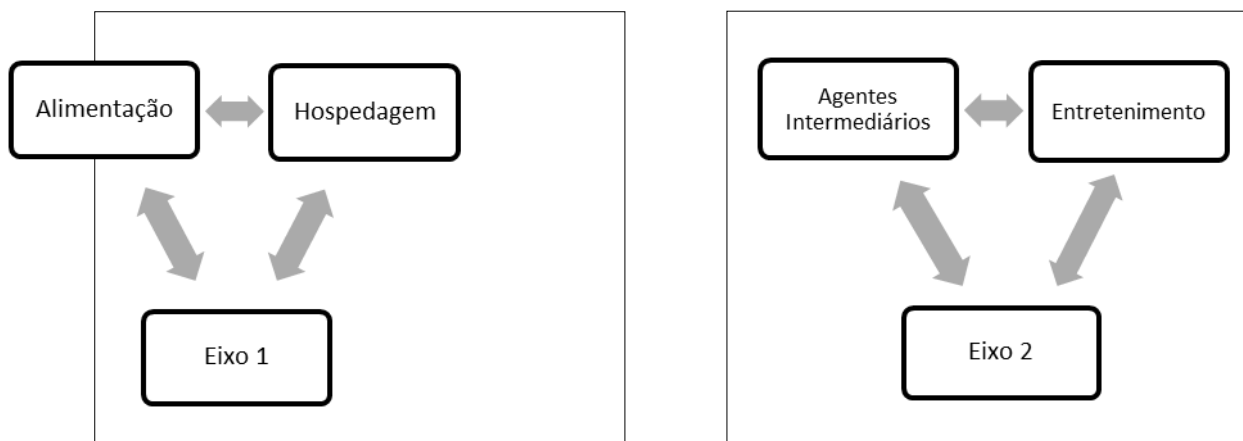 Alimentação
Hospedagem
Eixo 1
Agentes
Intermediários
Entretenimento
Eixo 2